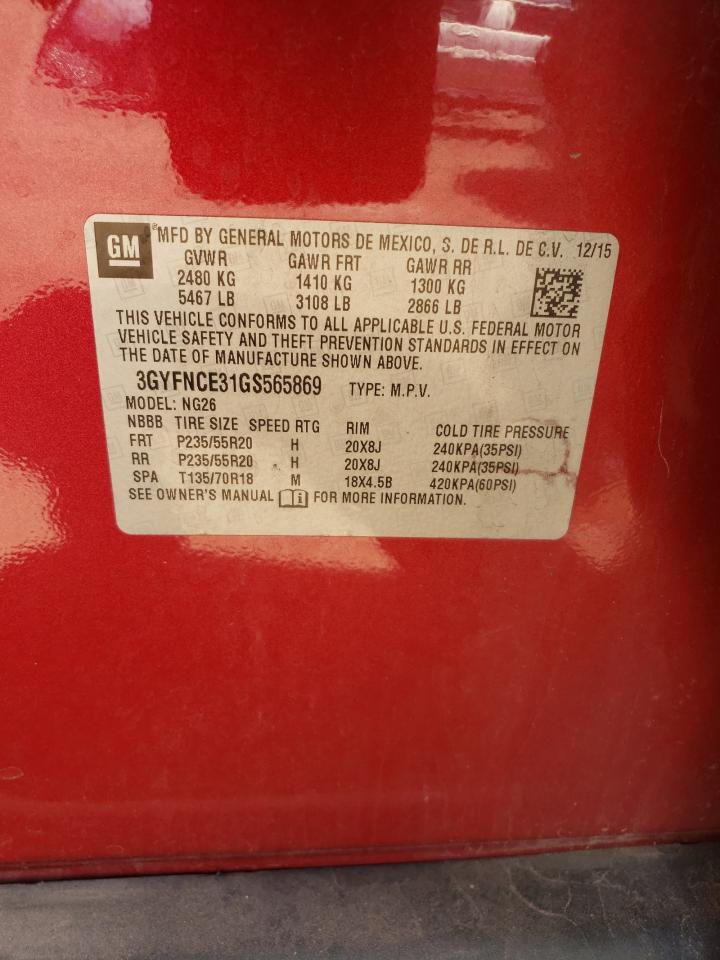 GM ®MFD BY GENERAL MOTORS DE MEXICO, S. DE R.L. DE C.V. 12/15
GVWR GAWR FRT GAWR RR
2480 KG 1410 KG 1300 KG
5467 LB 3108 LB 2866 LB
THIS VEHICLE CONFORMS TO ALL APPLICABLE U.S. FEDERAL MOTOR
VEHICLE SAFETY AND THEFT PREVENTION STANDARDS IN EFFECT ON
THE DATE OF MANUFACTURE SHOWN ABOVE.
3GYFNCE31GS565869 TYPE: M.P.V.
MODEL: NG26
NBBB TIRE SIZE SPEED RTG RIM COLD TIRE PRESSURE
FRT P235/55R20 H 20X8J 240KPA(35PSI)
RR P235/55R20 H 20X8J 240KPA(35PSI)
SPA T135/70R18 M 18X4.5B 420KPA(60PSI)
SEE OWNER'S MANUAL i FOR MORE INFORMATION.